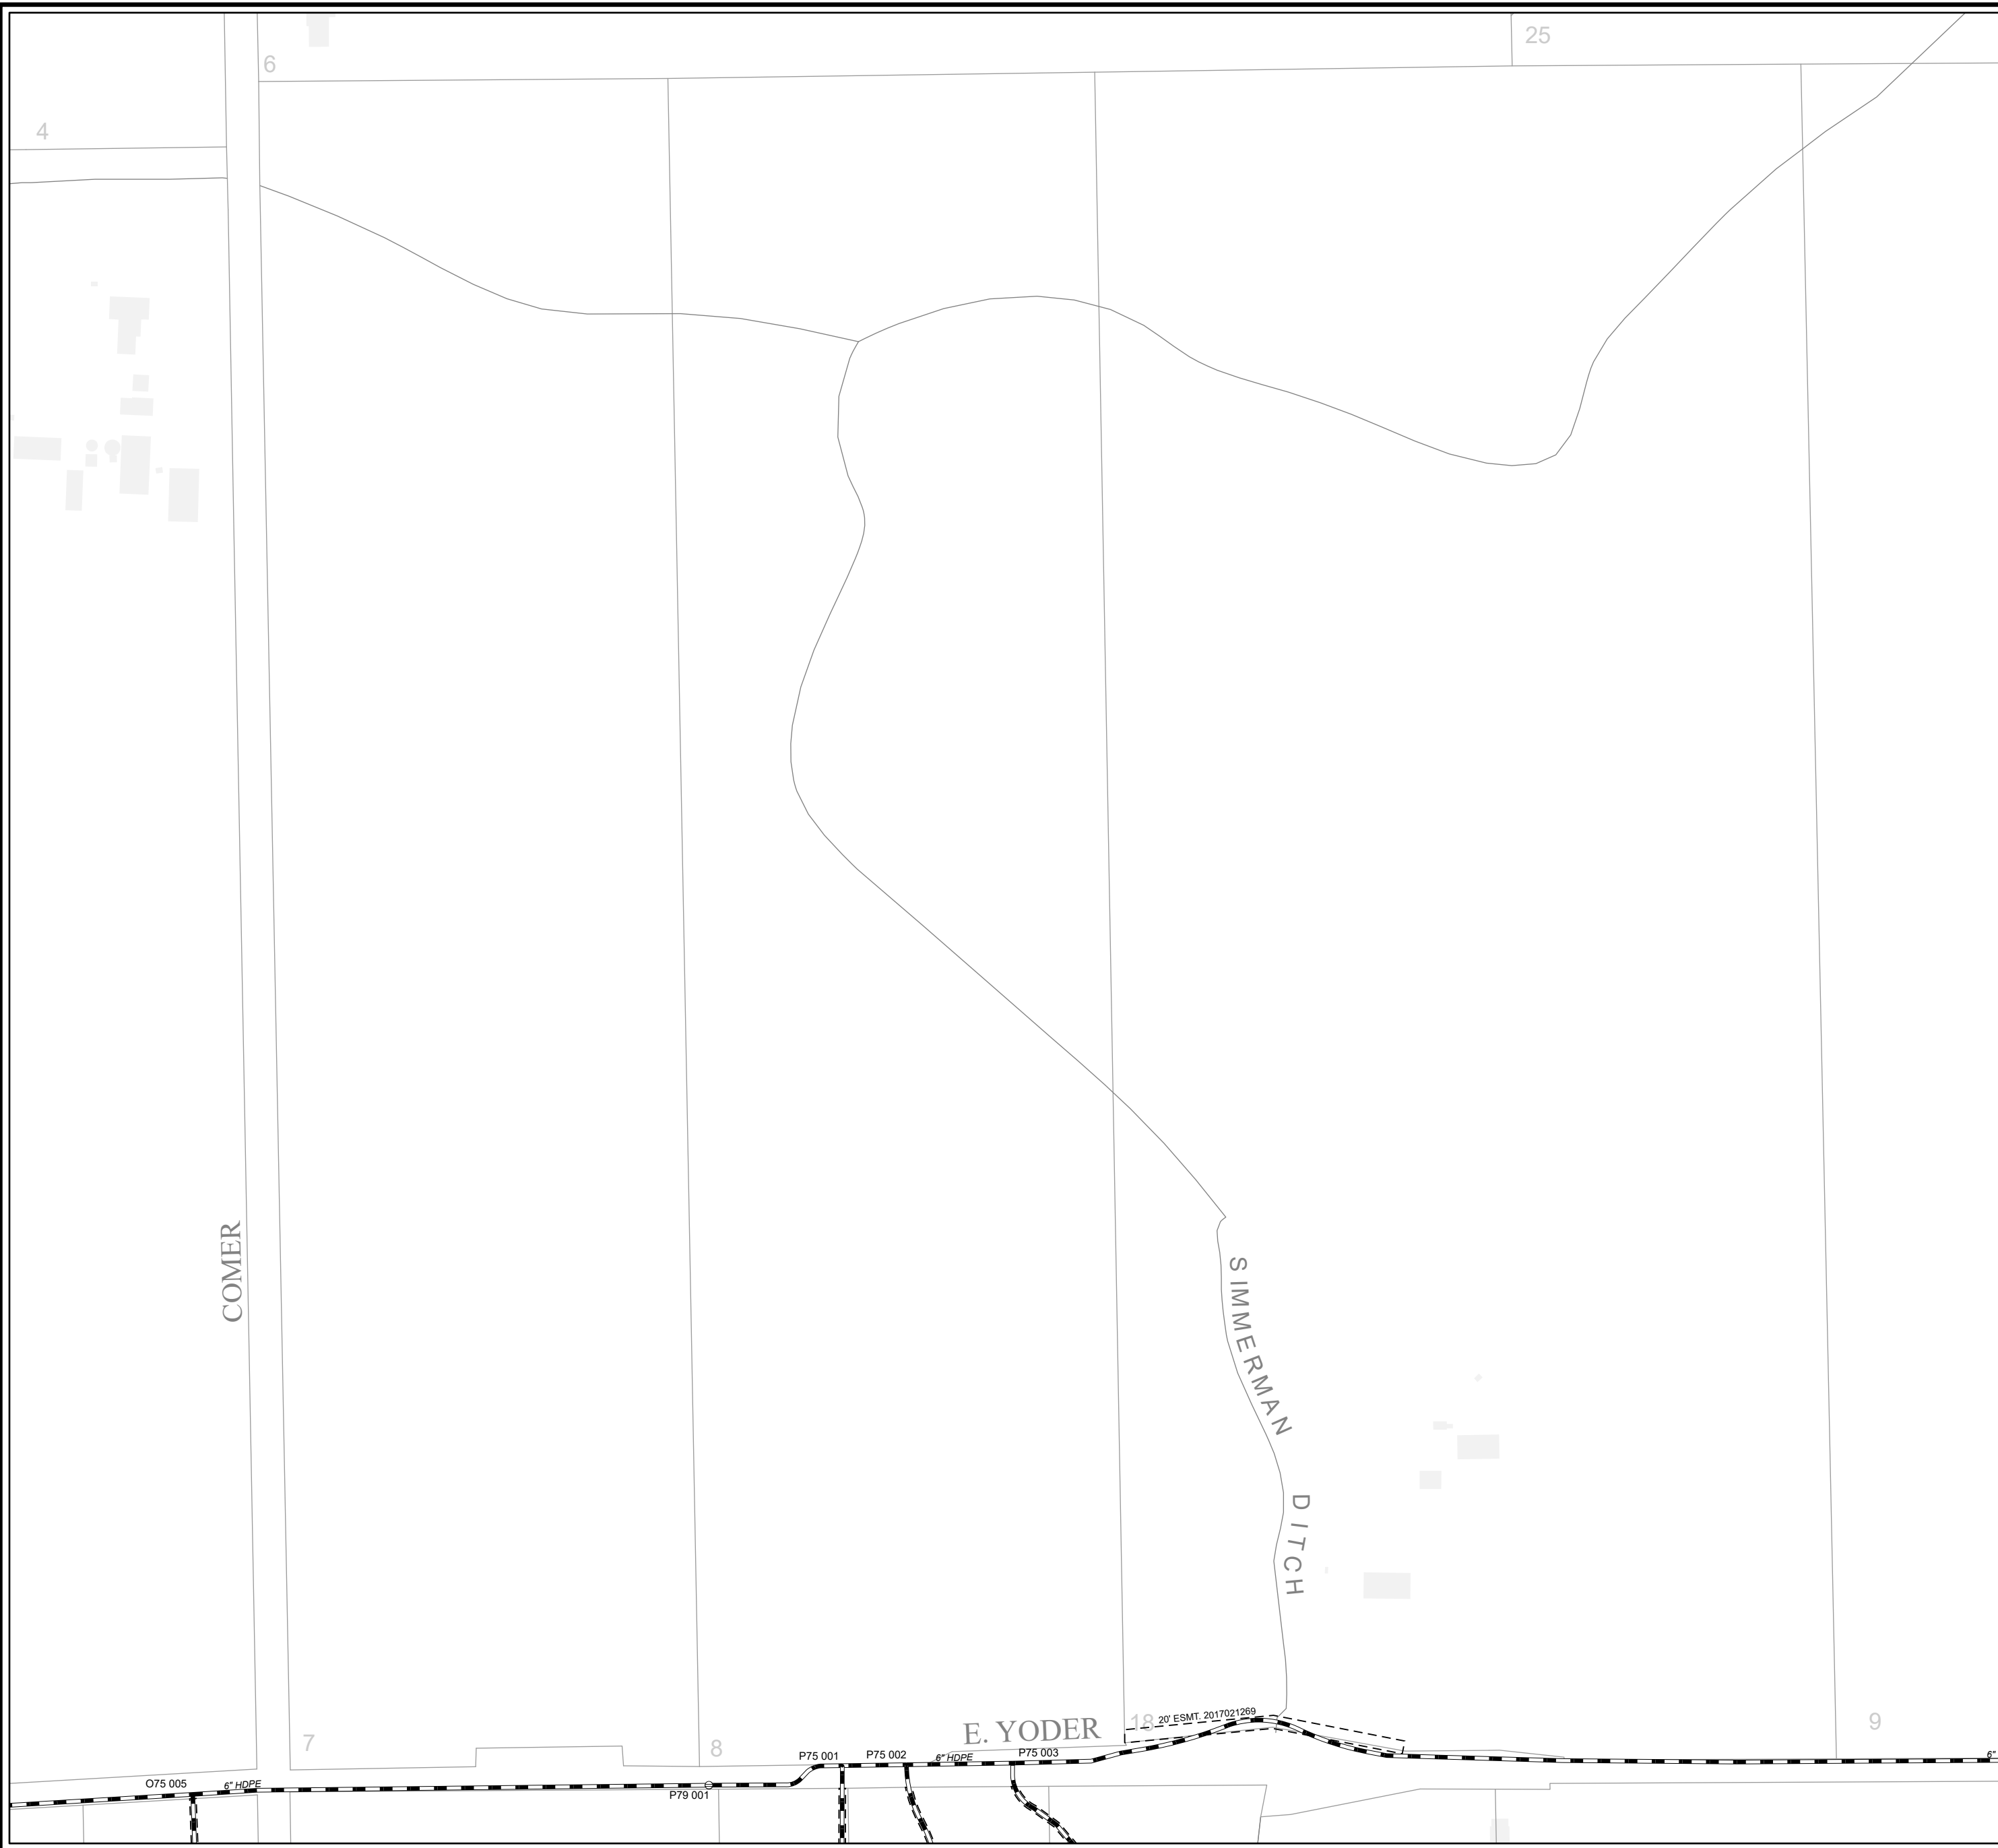 25
6
4
COMER
SIMMERMAN DITCH
20' ESMT. 2017021269
18
9
E. YODER
7
8
P75 001
P75 002
6" HDPE
P75 003
6"
O75 005
6" HDPE
P79 001